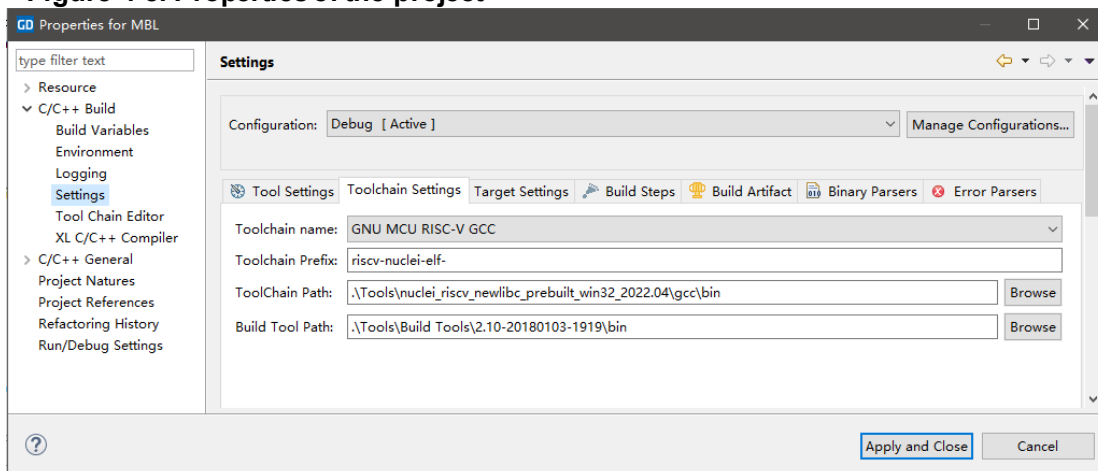 GD Properties for MBL
type filter text
Settings
Resource
C/C++ Build
Build Variables
Environment
Logging
Settings
Tool Chain Editor
XL C/C++ Compiler
C/C++ General
Project Natures
Project References
Refactoring History
Run/Debug Settings
Configuration: Debug [ Active ] Manage Configurations...
Tool Settings Toolchain Settings Target Settings Build Steps Build Artifact 010 Binary Parsers Error Parsers
Toolchain name: GNU MCU RISC-V GCC
Toolchain Prefix: riscv-nuclei-elf-
ToolChain Path: .\Tools\nuclei_riscv_newlibc_prebuilt_win32_2022.04\gcc\bin Browse
Build Tool Path: .\Tools\Build Tools\2.10-20180103-1919\bin Browse
? Apply and Close Cancel